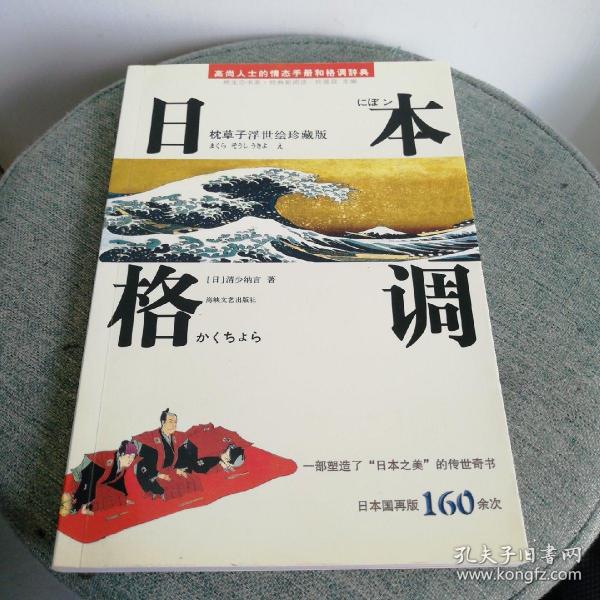 高尚人士的情态手册和格调辞典
日本
にぼン
枕草子浮世绘珍藏版
まくら そうし うきよ え
[日]清少纳言 著
海峡文艺出版社
格调
かくちょら
一部塑造了“日本之美”的传世奇书
日本国再版160余次
孔夫子旧书网
www.kongfz.com